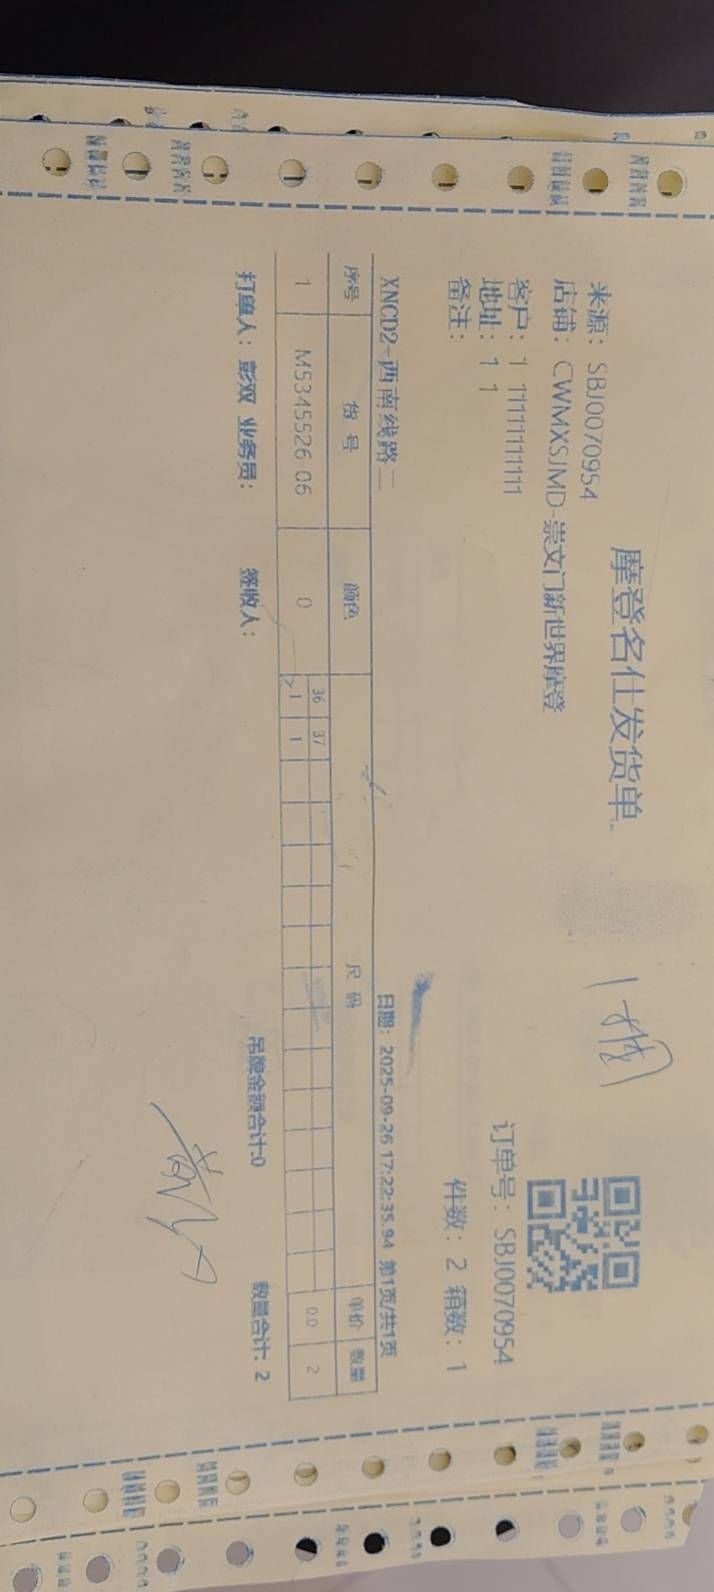 摩登名仕发货单
来源： SBJ0070954
店铺： CWMXSJMD-崇文门新世界摩登
订单号： SBJ0070954
客户： 1 11111111111
地址： 1 1
件数： 2 箱数： 1
备注：
XNCD2-西南线路二 日期： 2025-09-26 17:22:35.94 第1页/共1页
序号 货号 颜色 尺码 单价 数量
36 37
1 M5345526 06 0 1 1 0.0 2
打单人： 彭双 业务员： 签收人： 吊牌金额合计:0 数量合计: 2